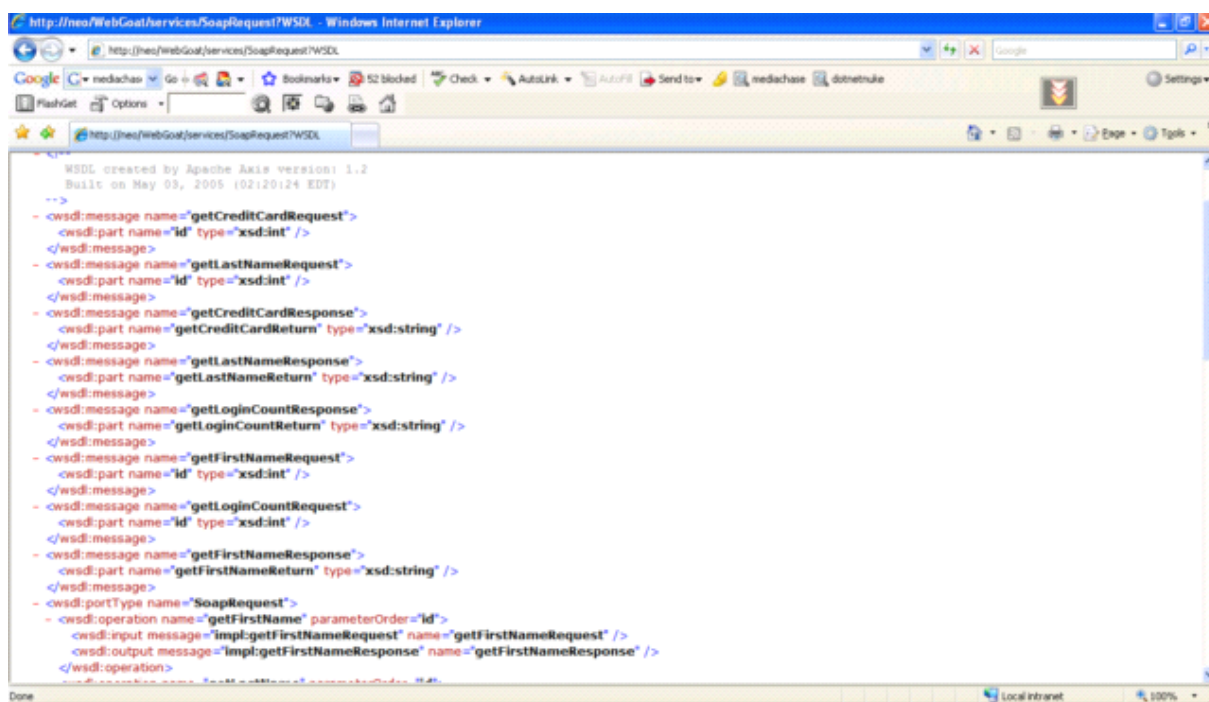 http://neo/WebGoat/services/SoapRequest?WSDL - Windows Internet Explorer
http://neo/WebGoat/services/SoapRequest?WSDL
Google
Google mediachas Go Bookmarks 52 blocked Check AutoLink AutoFill Send to mediachase dotnetnuke Settings
FlashGet Options
http://neo/WebGoat/services/SoapRequest?WSDL Page Tools
WSDL created by Apache Axis version: 1.2
Built on May 03, 2005 (02:20:24 EDT)
-->
- <wsdl:message name="getCreditCardRequest">
<wsdl:part name="id" type="xsd:int" />
</wsdl:message>
- <wsdl:message name="getLastNameRequest">
<wsdl:part name="id" type="xsd:int" />
</wsdl:message>
- <wsdl:message name="getCreditCardResponse">
<wsdl:part name="getCreditCardReturn" type="xsd:string" />
</wsdl:message>
- <wsdl:message name="getLastNameResponse">
<wsdl:part name="getLastNameReturn" type="xsd:string" />
</wsdl:message>
- <wsdl:message name="getLoginCountResponse">
<wsdl:part name="getLoginCountReturn" type="xsd:string" />
</wsdl:message>
- <wsdl:message name="getFirstNameRequest">
<wsdl:part name="id" type="xsd:int" />
</wsdl:message>
- <wsdl:message name="getLoginCountRequest">
<wsdl:part name="id" type="xsd:int" />
</wsdl:message>
- <wsdl:message name="getFirstNameResponse">
<wsdl:part name="getFirstNameReturn" type="xsd:string" />
</wsdl:message>
- <wsdl:portType name="SoapRequest">
- <wsdl:operation name="getFirstName" parameterOrder="id">
<wsdl:input message="impl:getFirstNameRequest" name="getFirstNameRequest" />
<wsdl:output message="impl:getFirstNameResponse" name="getFirstNameResponse" />
</wsdl:operation>
Done Local intranet 100%